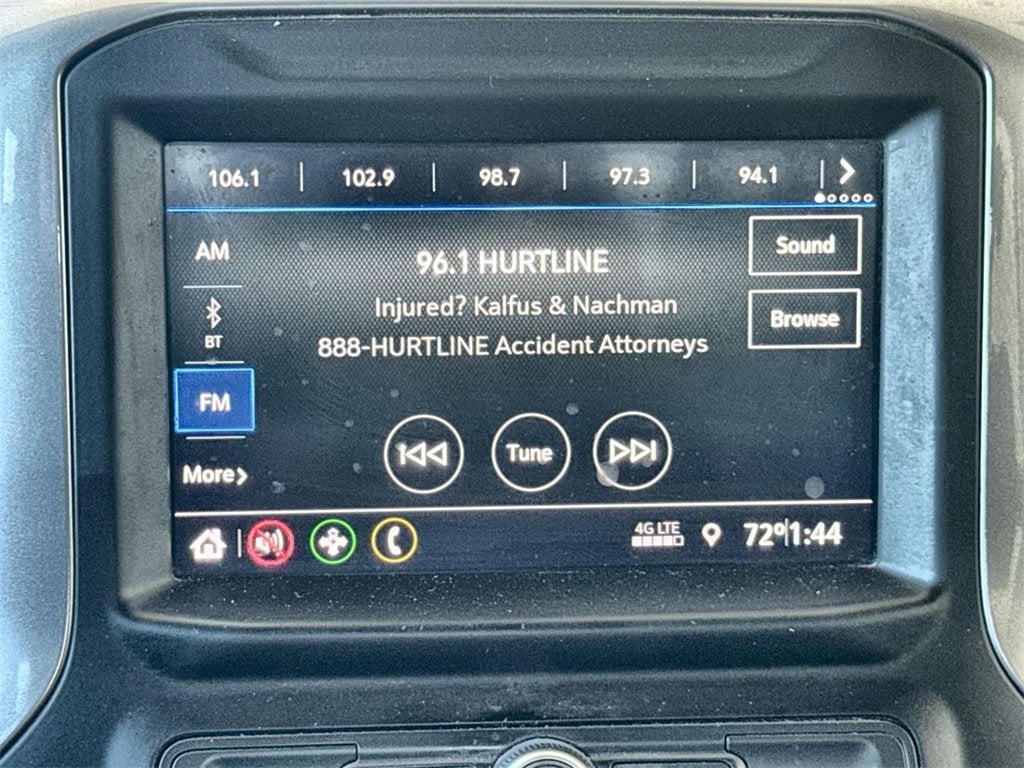 106.1 102.9 98.7 97.3 94.1
AM
96.1 HURTLINE
Sound
Injured? Kalfus & Nachman
888-HURTLINE Accident Attorneys
Browse
BT
FM
Tune
More
4G LTE
72° 1:44